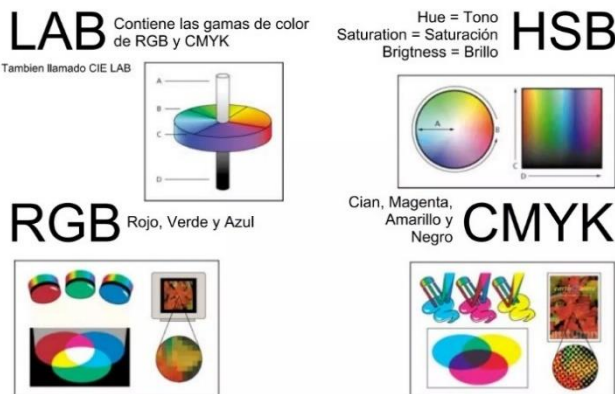 LAB
Contiene las gamas de color
de RGB y CMYK
Tambien llamado CIE LAB
A
B
C
D
Hue = Tono
Saturation = Saturación
Brigtness = Brillo
HSB
A
B
C
D
RGB
Rojo, Verde y Azul
Cian, Magenta,
Amarillo y
Negro
CMYK